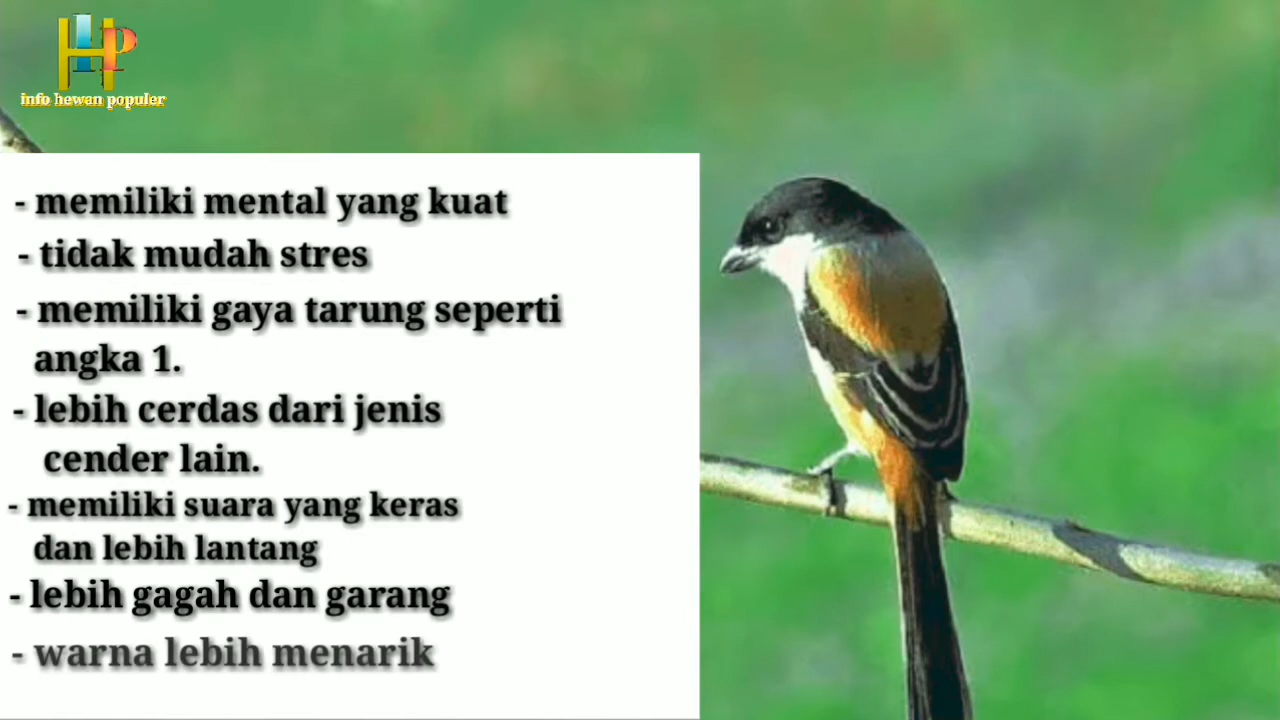 HP
info hewan populer
- memiliki mental yang kuat
- tidak mudah stres
- memiliki gaya tarung seperti
angka 1.
- lebih cerdas dari jenis
cender lain.
- memiliki suara yang keras
dan lebih lantang
- lebih gagah dan garang
- warna lebih menarik